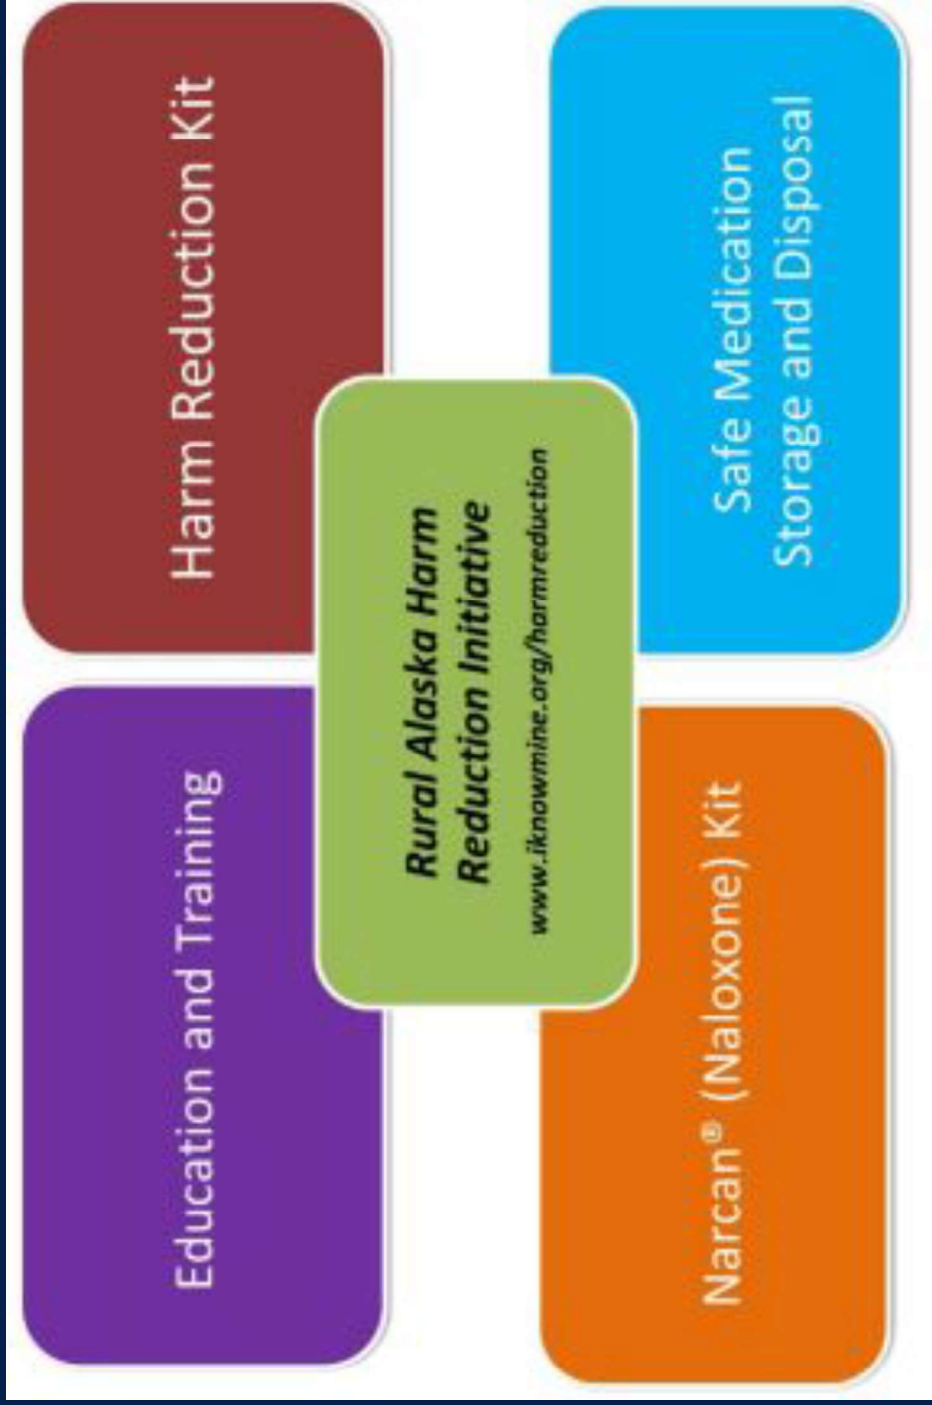 Education and Training
Harm Reduction Kit
Rural Alaska Harm
Reduction Initiative
www.iknowmine.org/harmreduction
Narcan® (Naloxone) Kit
Safe Medication
Storage and Disposal